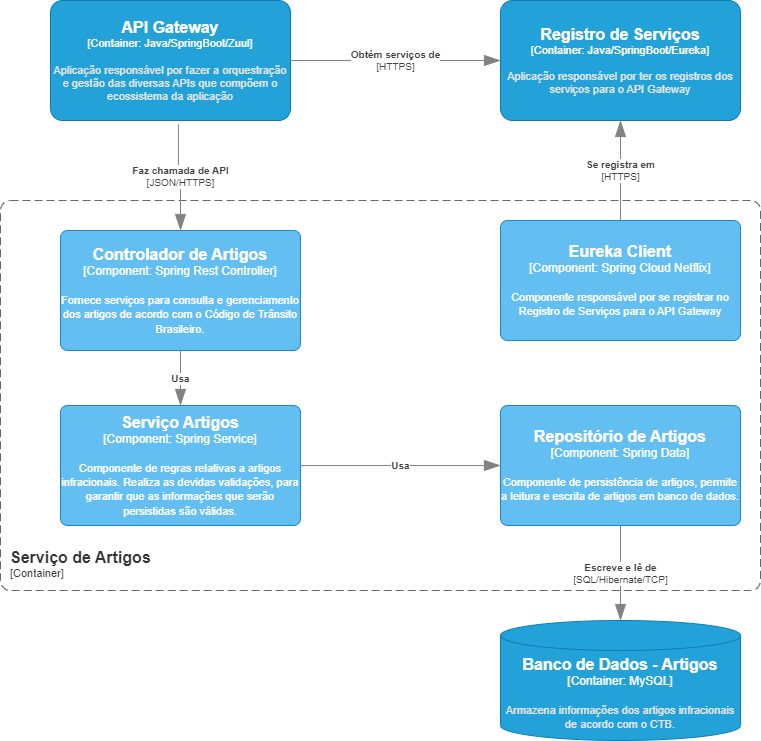 API Gateway
[Container: Java/SpringBoot/Zuul]
Aplicação responsável por fazer a orquestração
e gestão das diversas APIs que compõem o
ecossistema da aplicação
Obtém serviços de
[HTTPS]
Registro de Serviços
[Container: Java/SpringBoot/Eureka]
Aplicação responsável por ter os registros dos
serviços para o API Gateway
Faz chamada de API
[JSON/HTTPS]
Se registra em
[HTTPS]
Controlador de Artigos
[Component: Spring Rest Controller]
Fornece serviços para consulta e gerenciamento
dos artigos de acordo com o Código de Trânsito
Brasileiro.
Eureka Client
[Component: Spring Cloud Netflix]
Componente responsável por se registrar no
Registro de Serviços para o API Gateway
Usa
Serviço Artigos
[Component: Spring Service]
Componente de regras relativas a artigos
infracionais. Realiza as devidas validações, para
garantir que as informações que serão
persistidas são válidas.
Usa
Repositório de Artigos
[Component: Spring Data]
Componente de persistência de artigos, permite
a leitura e escrita de artigos em banco de dados.
Serviço de Artigos
[Container]
Escreve e lê de
[SQL/Hibernate/TCP]
Banco de Dados - Artigos
[Container: MySQL]
Armazena informações dos artigos infracionais
de acordo com o CTB.